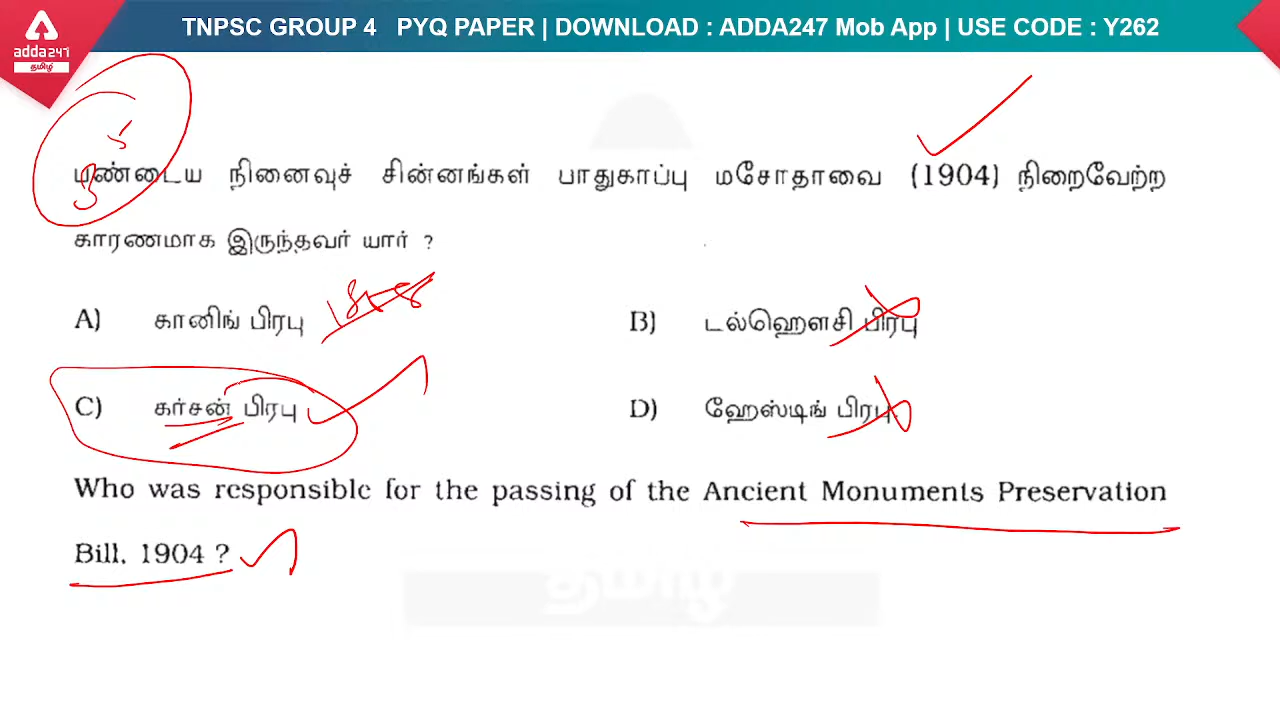 TNPSC GROUP 4 PYQ PAPER | DOWNLOAD : ADDA247 Mob App | USE CODE : Y262
adda247
தமிழ்
பண்டைய நினைவுச் சின்னங்கள் பாதுகாப்பு மசோதாவை (1904) நிறைவேற்ற
காரணமாக இருந்தவர் யார் ?
A) கானிங் பிரபு
B) டல்ஹௌசி பிரபு
C) கர்சன் பிரபு
D) ஹேஸ்டிங் பிரபு
Who was responsible for the passing of the Ancient Monuments Preservation
Bill, 1904 ?
தமிழ்